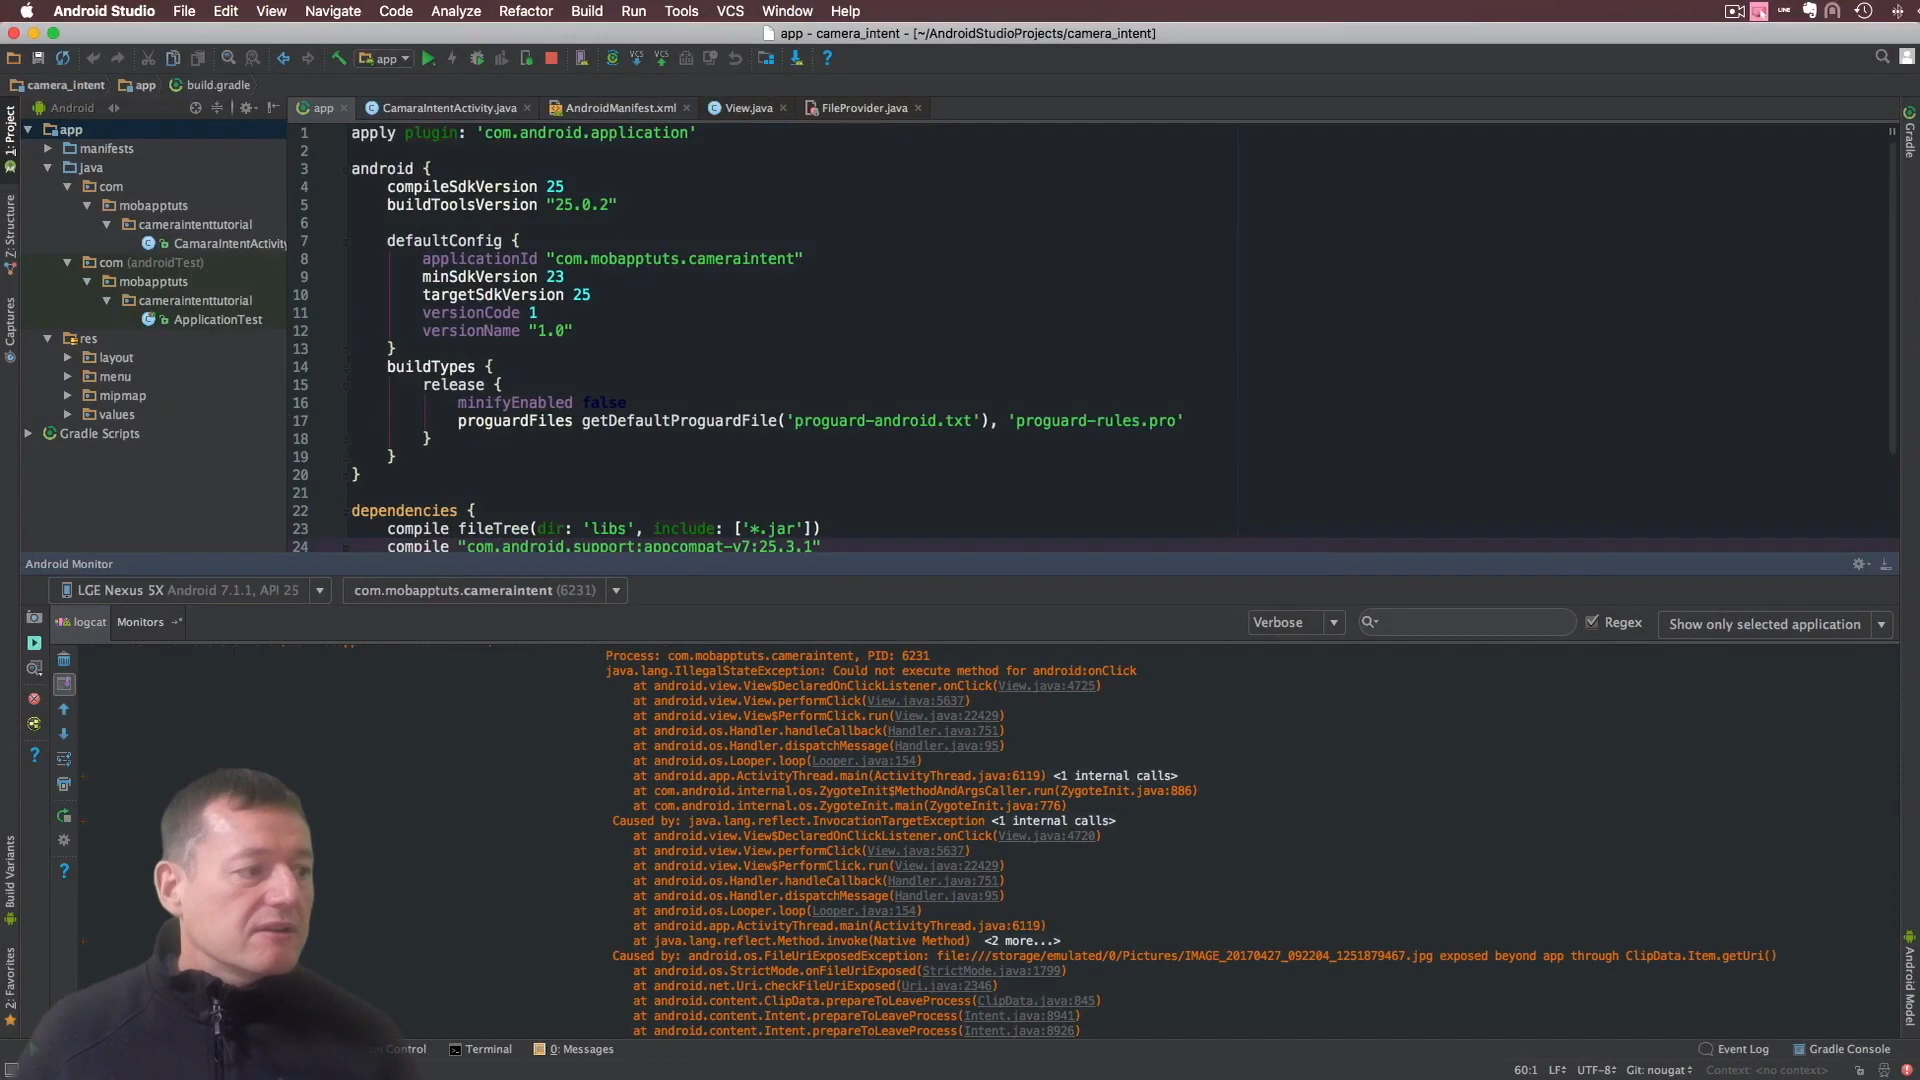 Android Studio File Edit View Navigate Code Analyze Refactor Build Run Tools VCS Window Help
LINE
app - camera_intent - [~/AndroidStudioProjects/camera_intent]
app
VCS VCS
camera_intent app build.gradle
Android
app CamaraIntentActivity.java AndroidManifest.xml View.java FileProvider.java
1: Project
Z: Structure
Captures
Build Variants
2: Favorites
app
manifests
java
com
mobapptuts
cameraintenttutorial
CamaraIntentActivity
com (androidTest)
mobapptuts
cameraintenttutorial
ApplicationTest
res
layout
menu
mipmap
values
Gradle Scripts
1 apply plugin: 'com.android.application'
2
3 android {
4 compileSdkVersion 25
5 buildToolsVersion "25.0.2"
6
7 defaultConfig {
8 applicationId "com.mobapptuts.cameraintent"
9 minSdkVersion 23
10 targetSdkVersion 25
11 versionCode 1
12 versionName "1.0"
13 }
14 buildTypes {
15 release {
16 minifyEnabled false
17 proguardFiles getDefaultProguardFile('proguard-android.txt'), 'proguard-rules.pro'
18 }
19 }
20 }
21
22 dependencies {
23 compile fileTree(dir: 'libs', include: ['*.jar'])
24 compile "com.android.support:appcompat-v7:25.3.1"
Gradle
Android Model
Android Monitor
LGE Nexus 5X Android 7.1.1, API 25 com.mobapptuts.cameraintent (6231)
logcat Monitors Verbose Regex Show only selected application
Process: com.mobapptuts.cameraintent, PID: 6231
java.lang.IllegalStateException: Could not execute method for android:onClick
at android.view.View$DeclaredOnClickListener.onClick(View.java:4725)
at android.view.View.performClick(View.java:5637)
at android.view.View$PerformClick.run(View.java:22429)
at android.os.Handler.handleCallback(Handler.java:751)
at android.os.Handler.dispatchMessage(Handler.java:95)
at android.os.Looper.loop(Looper.java:154)
at android.app.ActivityThread.main(ActivityThread.java:6119) <1 internal calls>
at com.android.internal.os.ZygoteInit$MethodAndArgsCaller.run(ZygoteInit.java:886)
at com.android.internal.os.ZygoteInit.main(ZygoteInit.java:776)
Caused by: java.lang.reflect.InvocationTargetException <1 internal calls>
at android.view.View$DeclaredOnClickListener.onClick(View.java:4720)
at android.view.View.performClick(View.java:5637)
at android.view.View$PerformClick.run(View.java:22429)
at android.os.Handler.handleCallback(Handler.java:751)
at android.os.Handler.dispatchMessage(Handler.java:95)
at android.os.Looper.loop(Looper.java:154)
at android.app.ActivityThread.main(ActivityThread.java:6119)
at java.lang.reflect.Method.invoke(Native Method) <2 more...>
Caused by: android.os.FileUriExposedException: file:///storage/emulated/0/Pictures/IMAGE_20170427_092204_1251879467.jpg exposed beyond app through ClipData.Item.getUri()
at android.os.StrictMode.onFileUriExposed(StrictMode.java:1799)
at android.net.Uri.checkFileUriExposed(Uri.java:2346)
at android.content.ClipData.prepareToLeaveProcess(ClipData.java:845)
at android.content.Intent.prepareToLeaveProcess(Intent.java:8941)
at android.content.Intent.prepareToLeaveProcess(Intent.java:8926)
Control Terminal 0: Messages Event Log Gradle Console
60:1 LF UTF-8 Git: nougat Context: <no context>